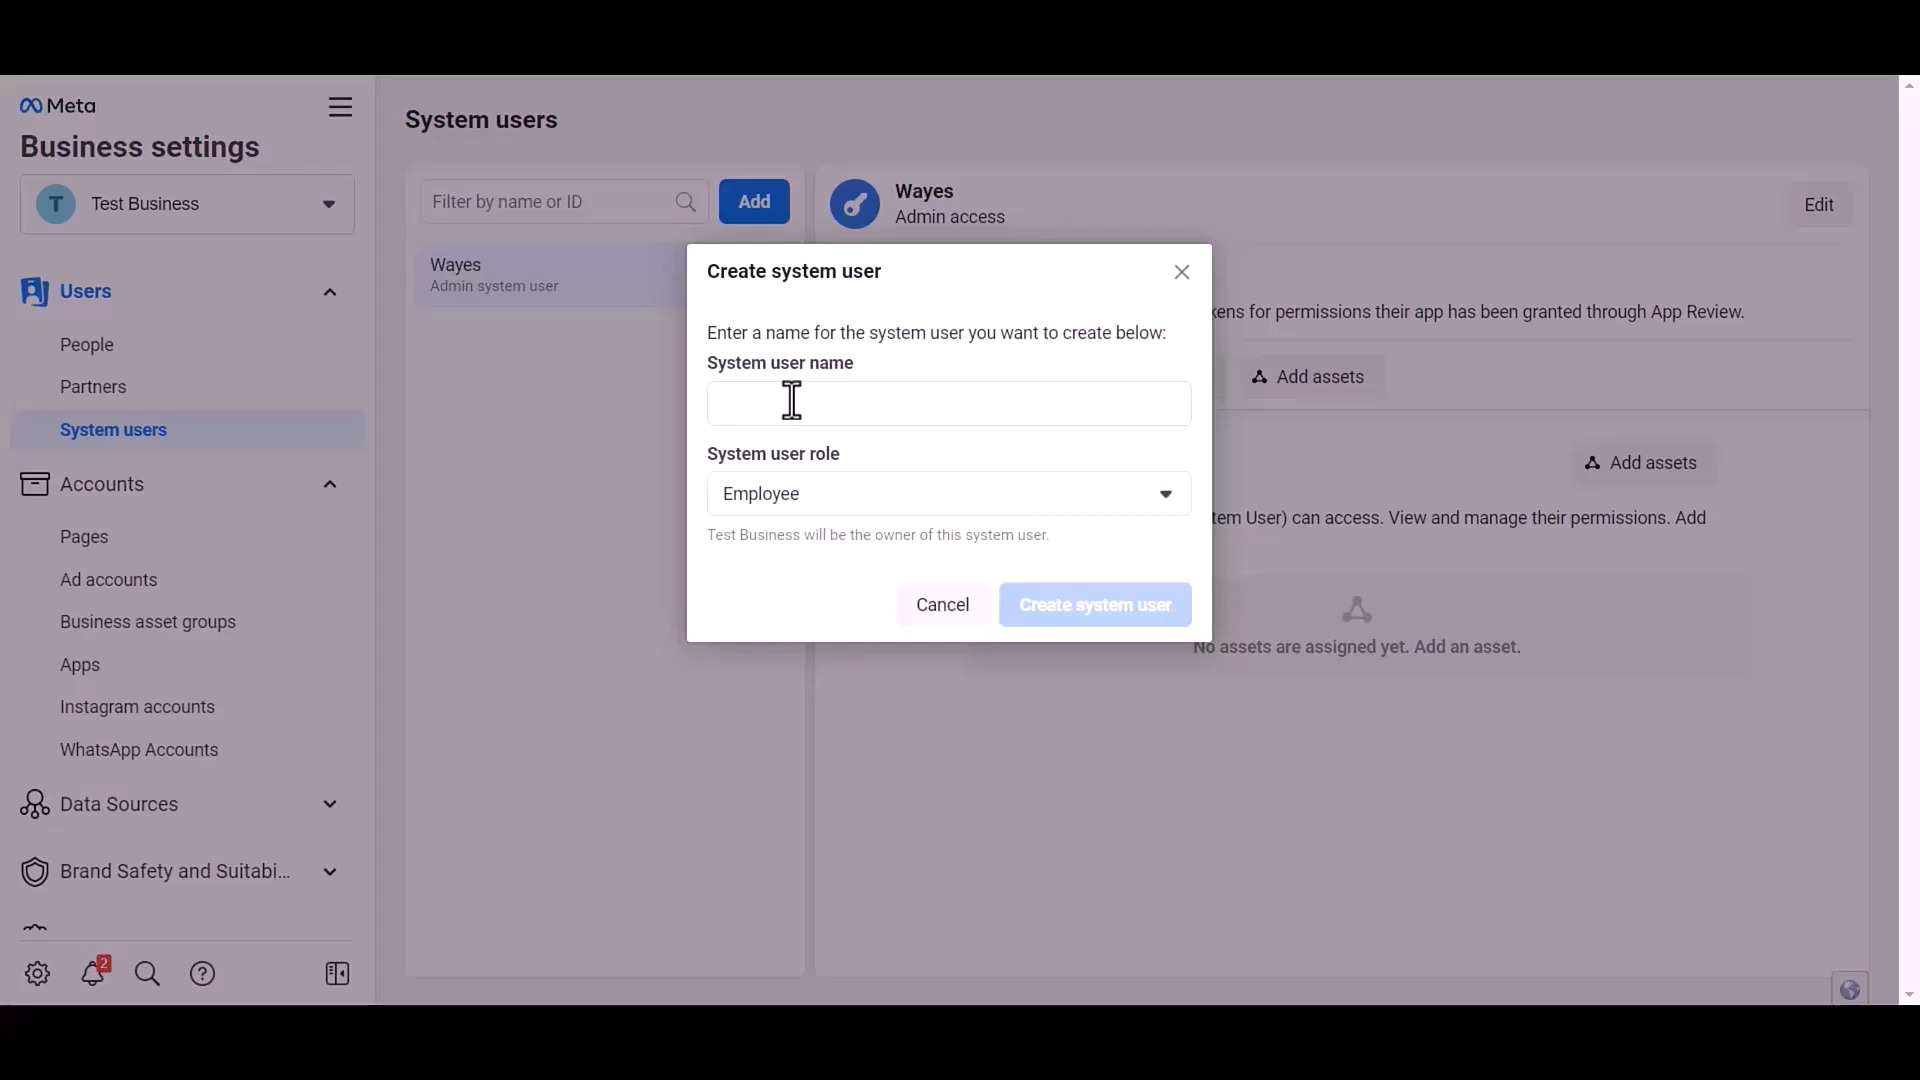 Meta
Business settings
T
Test Business
Users
People
Partners
System users
Accounts
Pages
Ad accounts
Business asset groups
Apps
Instagram accounts
WhatsApp Accounts
Data Sources
Brand Safety and Suitabi...
2
System users
Filter by name or ID
Add
Wayes
Admin system user
Wayes
Admin access
Edit
kens for permissions their app has been granted through App Review.
Add assets
Add assets
tem User) can access. View and manage their permissions. Add
No assets are assigned yet. Add an asset.
Create system user
Enter a name for the system user you want to create below:
System user name
System user role
Employee
Test Business will be the owner of this system user.
Cancel
Create system user